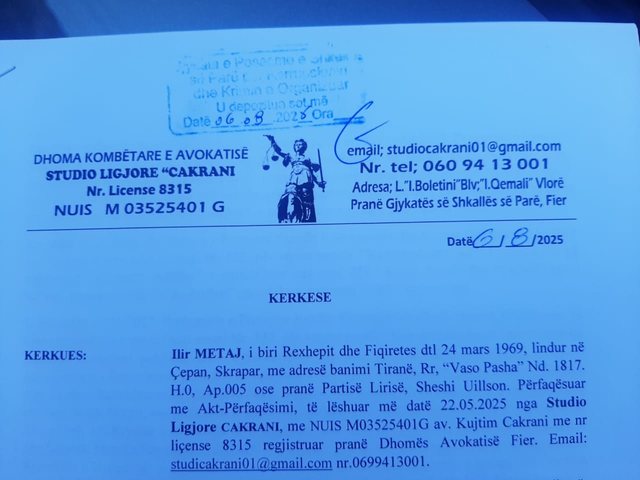 e Posaçme e Shkallës
së Parë
dhe Krimin e Organizuar
U depozitua sot më
Datë 06.08.2025 Ora
DHOMA KOMBËTARE E AVOKATISË
STUDIO LIGJORE “CAKRANI
Nr. License 8315
NUIS M 03525401 G
email; studiocakrani01@gmail.com
Nr. tel; 060 94 13 001
Adresa; L.”I.Boletini”Blv;”I.Qemali” Vlorë
Pranë Gjykatës së Shkallës së Parë, Fier
Datë 6/8/2025
KERKESE
KERKUES:
Ilir METAJ, i biri Rexhepit dhe Fiqiretes dtl 24 mars 1969, lindur në
Çepan, Skrapar, me adresë banimi Tiranë, Rr, “Vaso Pasha” Nd. 1817.
H.0, Ap.005 ose pranë Partisë Lirisë, Sheshi Uillson. Përfaqësuar
me Akt-Përfaqësimi, të lëshuar më datë 22.05.2025 nga Studio
Ligjore CAKRANI, me NUIS M03525401G av. Kujtim Cakrani me nr
liçense 8315 regjistruar pranë Dhomës Avokatisë Fier. Email:
studicakrani01@gmail.com nr.0699413001.